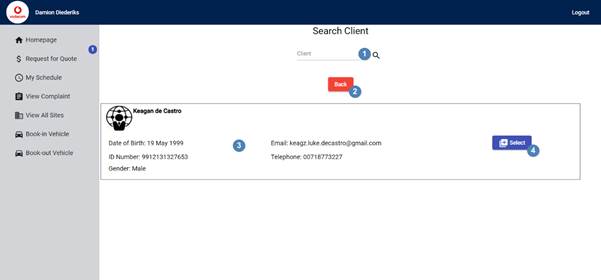 vodacom
Damion Diederiks
Logout
Homepage
1
Request for Quote
My Schedule
View Complaint
View All Sites
Book-in Vehicle
Book-out Vehicle
Search Client
Client
1
Back
2
Keagan de Castro
Date of Birth: 19 May 1999
Email: keagz.luke.decastro@gmail.com
ID Number: 9912131327653
3
Telephone: 00718773227
Gender: Male
Select
4